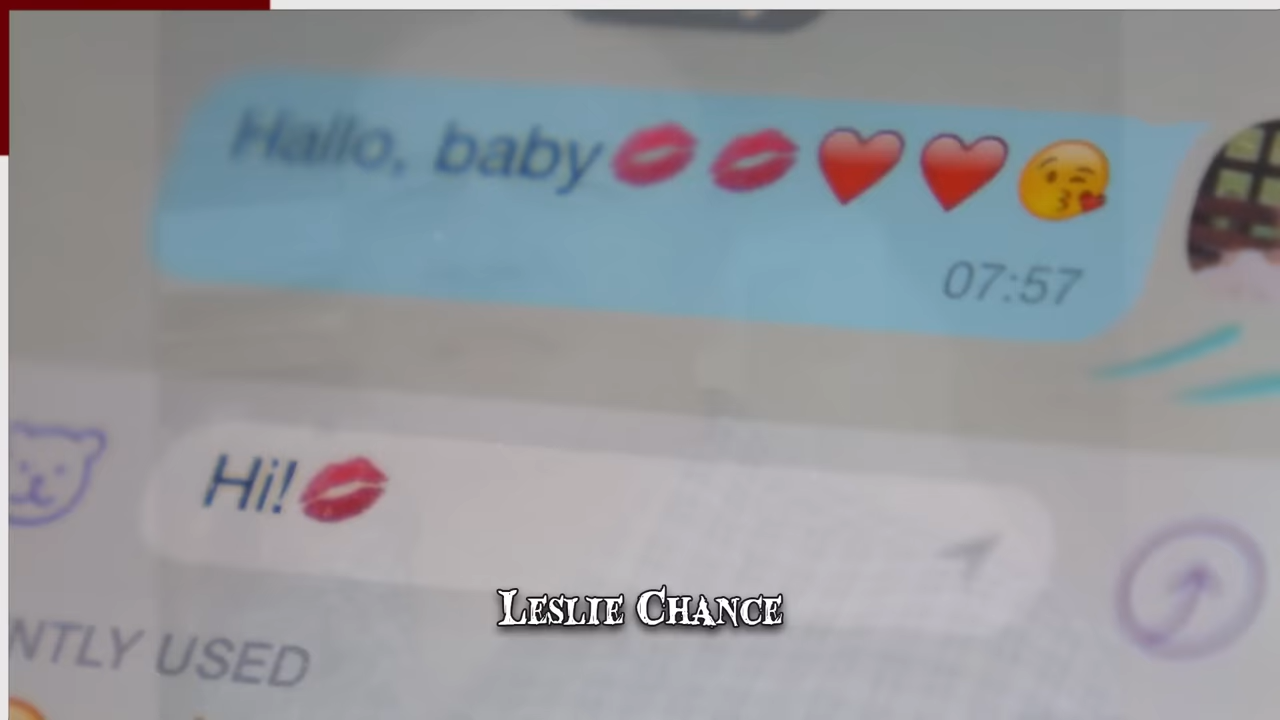 Hallo, baby💋💋❤️❤️😘
07:57
Hi!💋
LESLIE CHANCE
NTLY USED